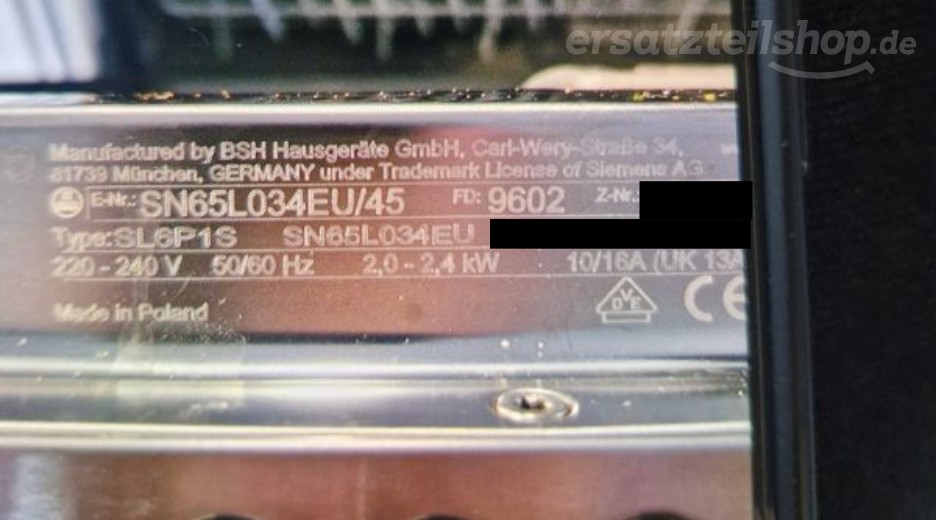 ersatzteilshop.de
Manufactured by BSH Hausgeräte GmbH, Carl-Wery-Straße 34,
81739 München, GERMANY under Trademark License of Siemens AG
E-Nr.: SN65L034EU/45 FD: 9602 Z-Nr.:
Type: SL6P1S SN65L034EU
220 - 240 V 50/60 Hz 2,0 - 2,4 kW 10/16A (UK 13A
Made in Poland
DVE CE